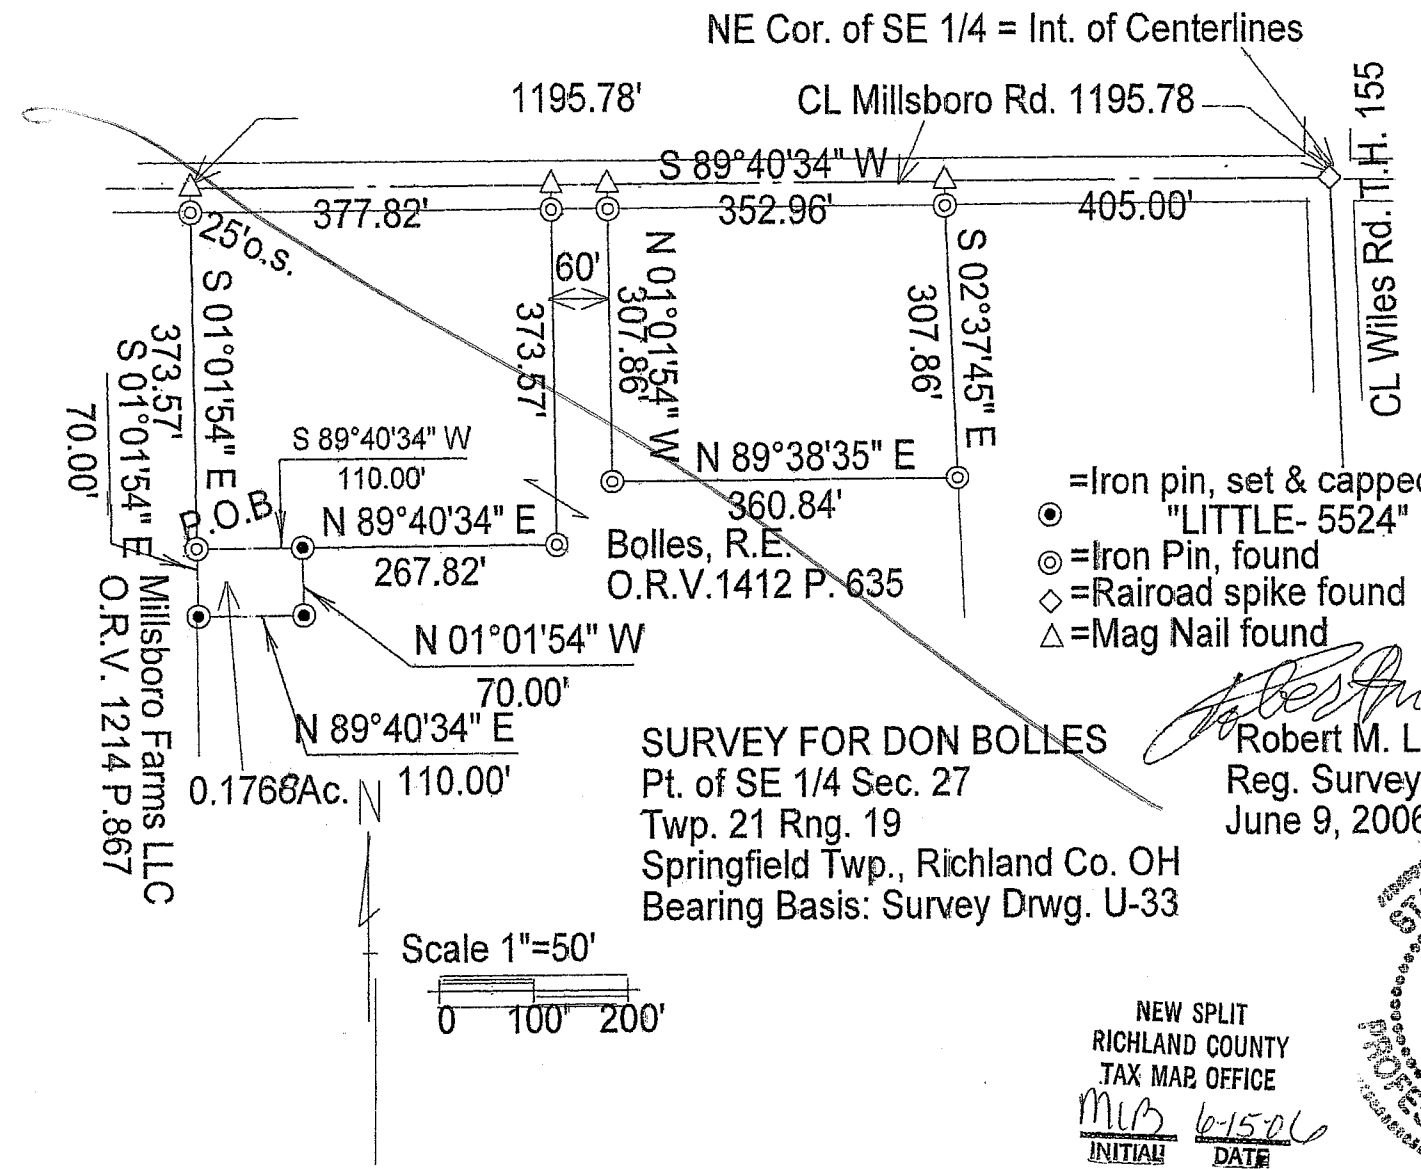 NE Cor. of SE 1/4 = Int. of Centerlines
1195.78'
CL Millsboro Rd. 1195.78
CL Wiles Rd. T.H. 155
S 89°40'34" W
377.82'
352.96'
405.00'
25'o.s.
60'
S 01°01'54" E
373.57'
373.57'
N 01°01'54" W
307.86'
S 02°37'45" E
307.86'
S 01°01'54" E
70.00'
S 89°40'34" W
110.00'
P.O.B
N 89°40'34" E
267.82'
N 89°38'35" E
360.84'
Bolles, R.E.
O.R.V.1412 P. 635
=Iron pin, set & capped
"LITTLE- 5524"
=Iron Pin, found
=Rairoad spike found
=Mag Nail found
N 01°01'54" W
70.00'
N 89°40'34" E
110.00'
0.1768Ac.
Millsboro Farms LLC
O.R.V. 1214 P.867
N
SURVEY FOR DON BOLLES
Pt. of SE 1/4 Sec. 27
Twp. 21 Rng. 19
Springfield Twp., Richland Co. OH
Bearing Basis: Survey Drwg. U-33
Robert M. L
Reg. Survey
June 9, 2006
Scale 1"=50'
0 100' 200'
NEW SPLIT
RICHLAND COUNTY
TAX MAP OFFICE
MLB 6-15-06
INITIAL DATE